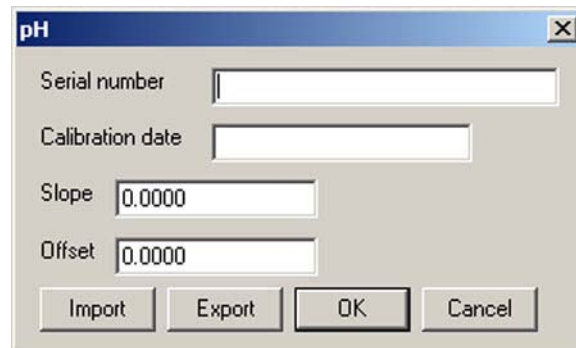 pH
Serial number
Calibration date
Slope 0.0000
Offset 0.0000
Import Export OK Cancel